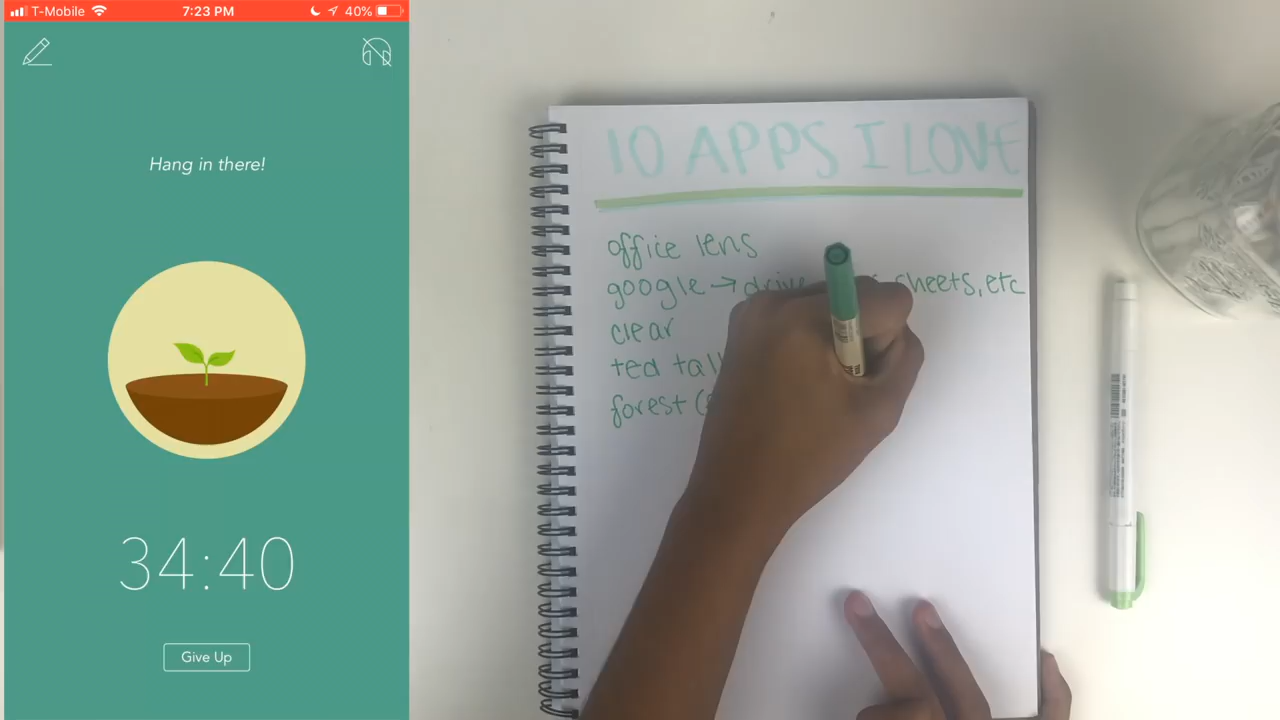 T-Mobile 7:23 PM 40%
Hang in there!
34:40
Give Up
10 APPS I LOVE
office lens
google → drive sheets, etc
clear
ted
forest